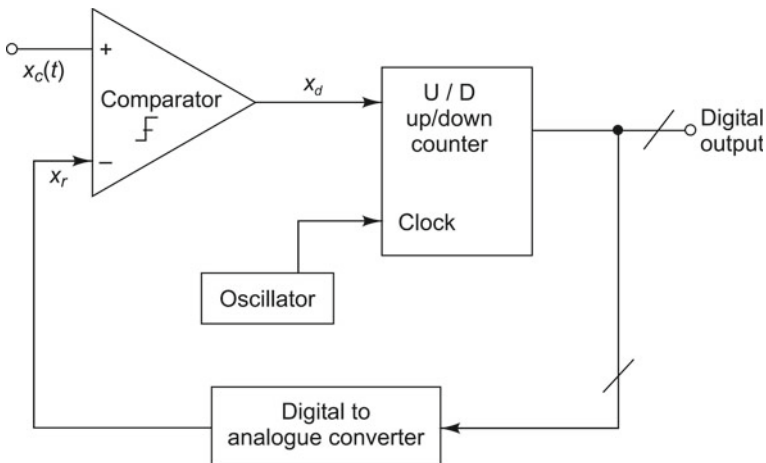 +
x_c(t)
Comparator
x_d
U / D
up/down
counter
Digital
output
x_r
−
Clock
Oscillator
Digital to
analogue converter